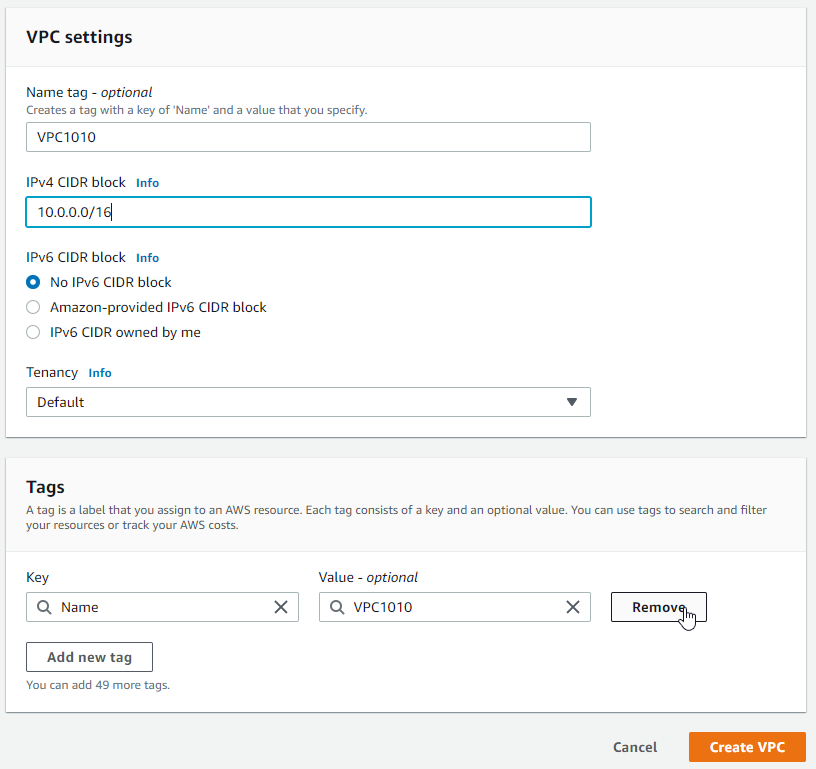 VPC settings
Name tag - optional
Creates a tag with a key of 'Name' and a value that you specify.
VPC1010
IPv4 CIDR block Info
10.0.0.0/16
IPv6 CIDR block Info
No IPv6 CIDR block
Amazon-provided IPv6 CIDR block
IPv6 CIDR owned by me
Tenancy Info
Default
Tags
A tag is a label that you assign to an AWS resource. Each tag consists of a key and an optional value. You can use tags to search and filter
your resources or track your AWS costs.
Key Value - optional
Name VPC1010 Remove
Add new tag
You can add 49 more tags.
Cancel Create VPC